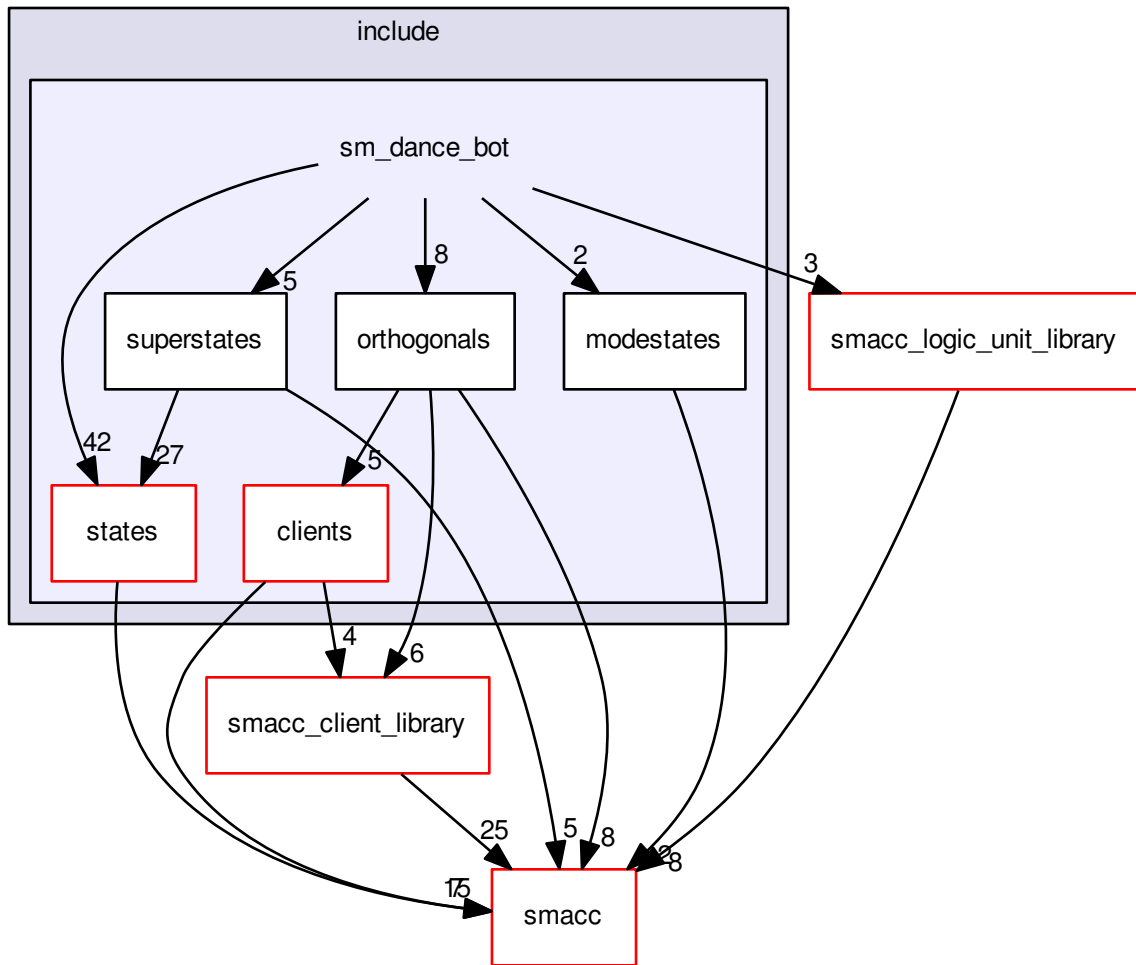 include
sm_dance_bot
3
5
8
2
superstates
orthogonals
modestates
smacc_logic_unit_library
42
27
5
states
clients
4
6
smacc_client_library
25
5
8
8
smacc